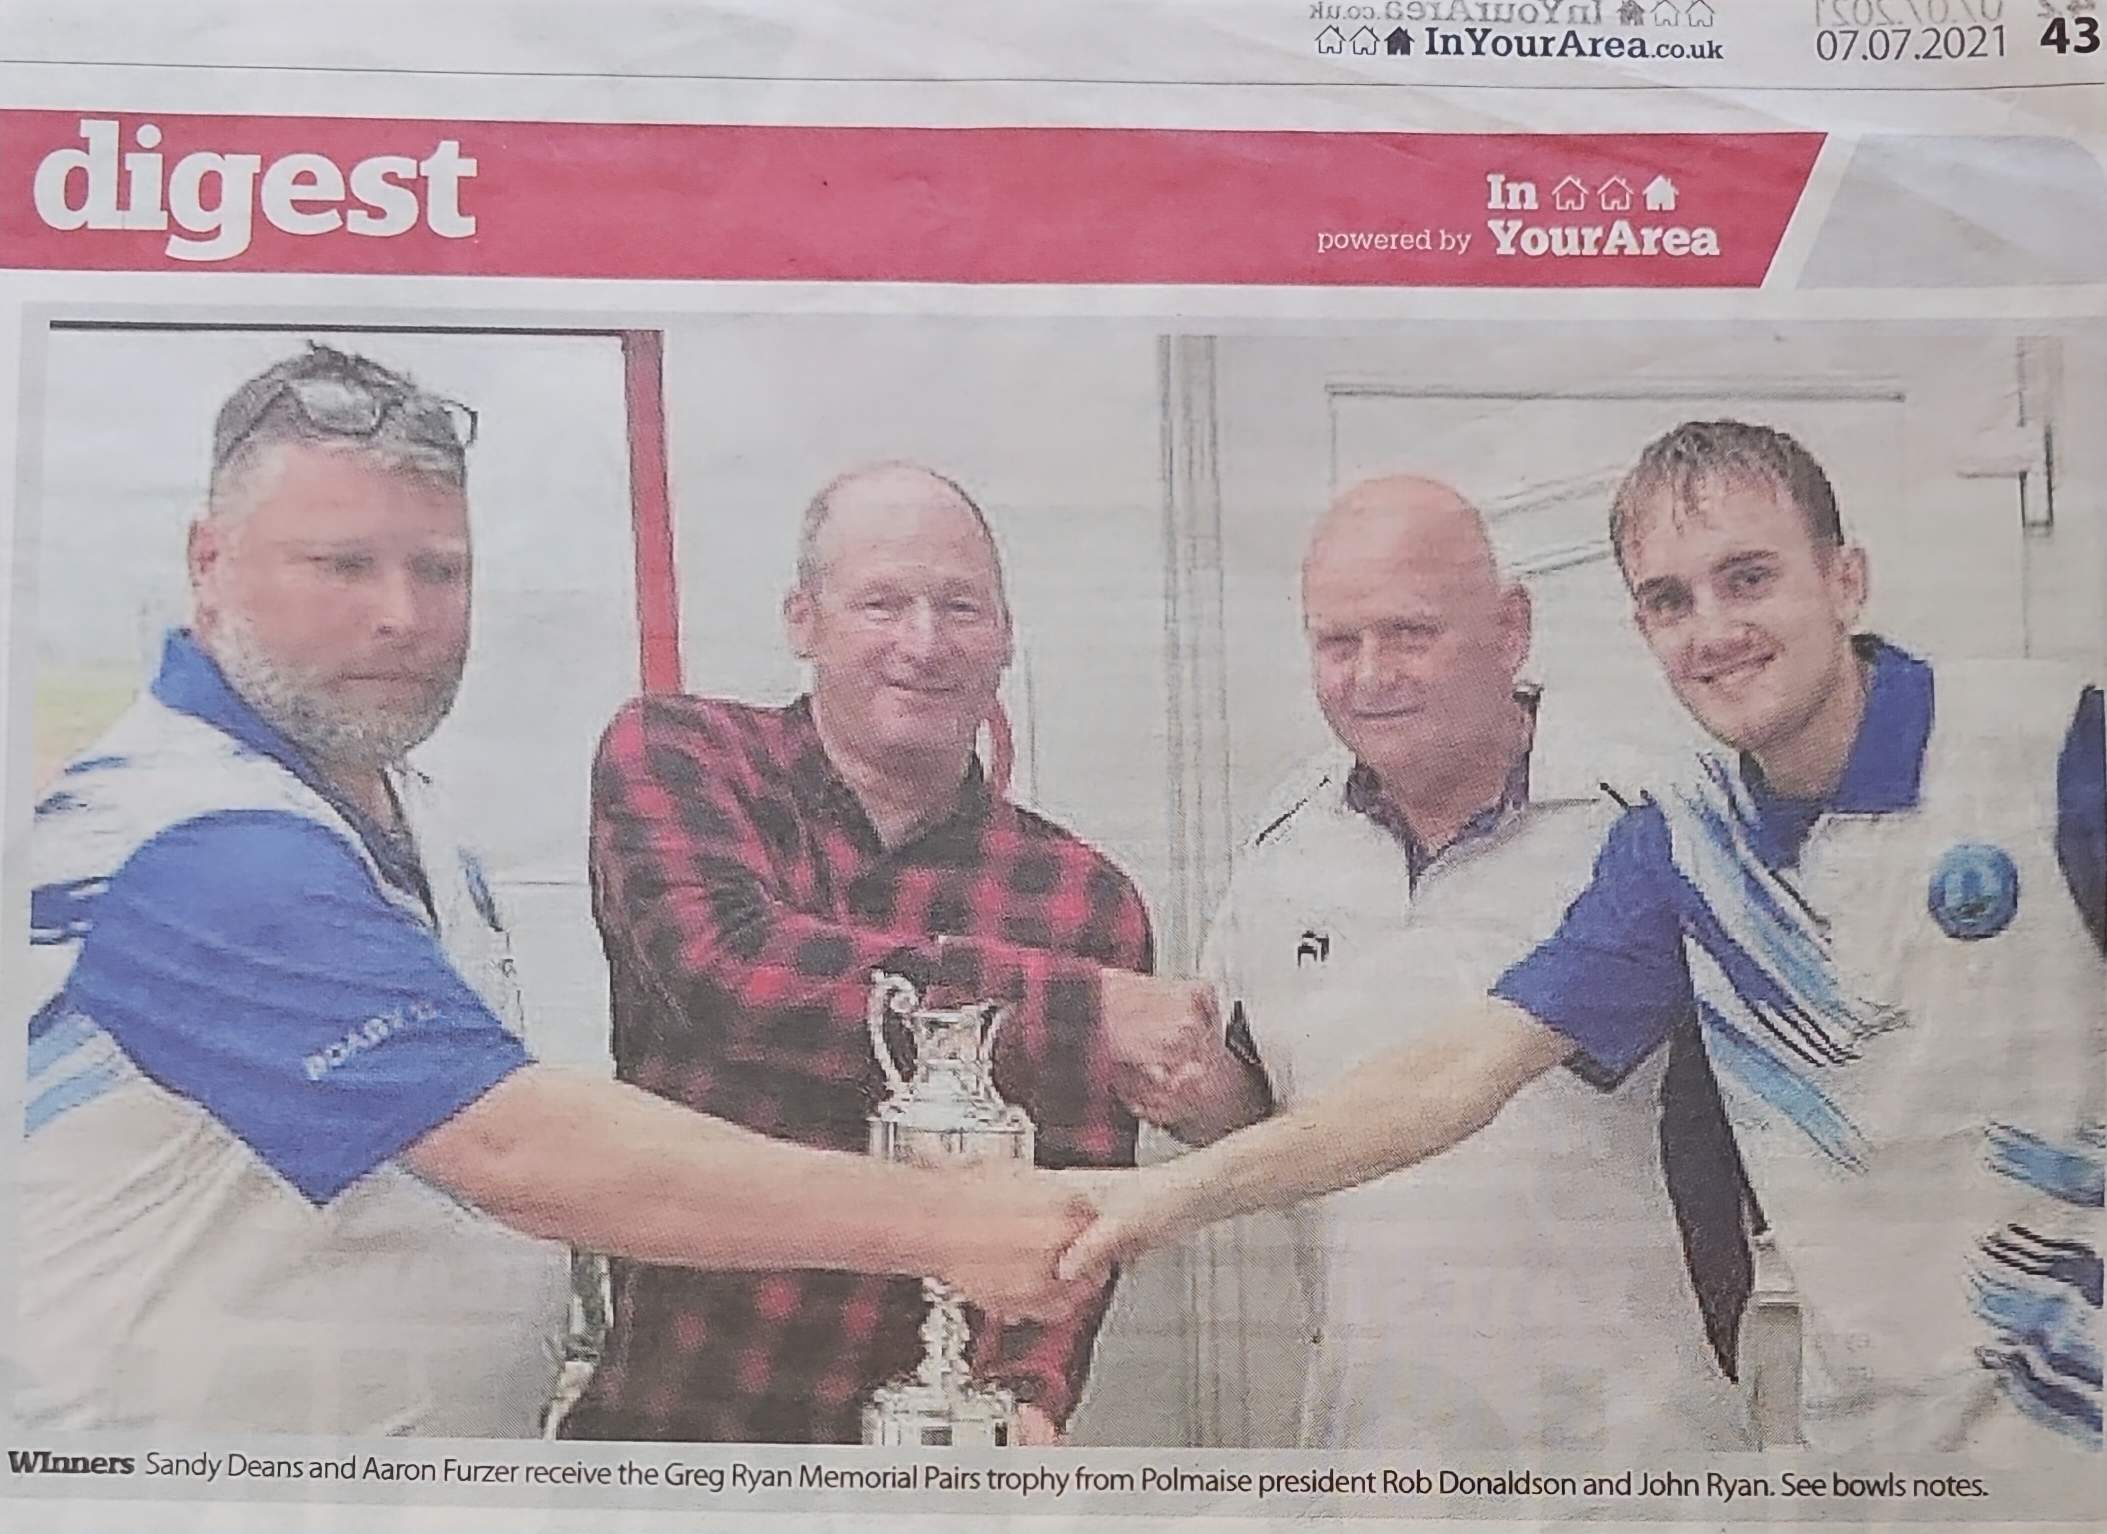 InYourArea.co.uk 07.07.2021 43
digest
powered by In YourArea
WInners Sandy Deans and Aaron Furzer receive the Greg Ryan Memorial Pairs trophy from Polmaise president Rob Donaldson and John Ryan. See bowls notes.